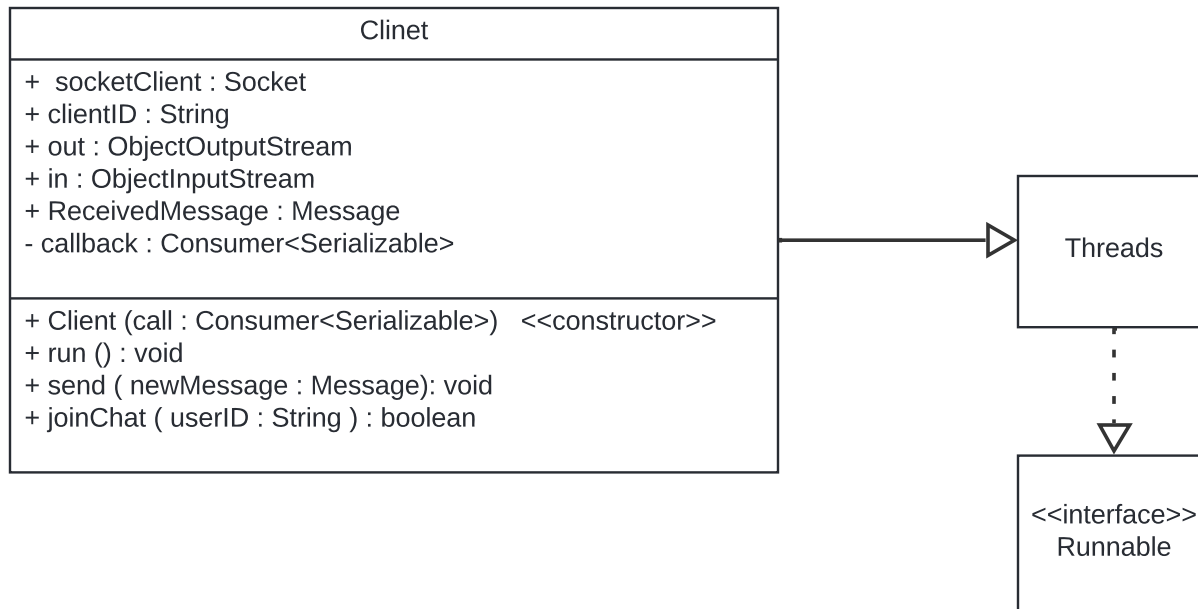 Clinet
+  socketClient : Socket
+ clientID : String
+ out : ObjectOutputStream
+ in : ObjectInputStream
+ ReceivedMessage : Message
- callback : Consumer<Serializable>
+ Client (call : Consumer<Serializable>)   <<constructor>>
+ run () : void
+ send ( newMessage : Message): void
+ joinChat ( userID : String ) : boolean
Threads
<<interface>>
Runnable